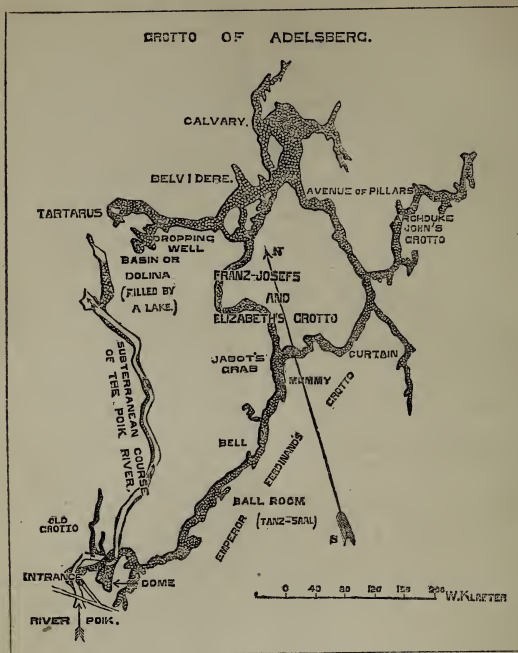 GROTTO OF ADELSBERG.
CALVARY.
BELVIDERE.
AVENUE OF PILLARS
TARTARUS
ARCHDUKE
JOHN'S
GROTTO
DROPPING
WELL
BASIN OR
DOLINA
(FILLED BY
A LAKE.)
N
FRANZ-JOSEFS
AND
ELIZABETH'S GROTTO
SUBTERRANEAN COURSE
OF THE POIK
RIVER.
JABOT'S
GRAB
CURTAIN
MUMMY
BELL
EMPEROR FERDINAND'S GROTTO
BALL ROOM
(TANZ-SAAL)
S
OLD
GROTTO
ENTRANCE
DOME
RIVER POIK.
0 40 120 160 200 W.KLAFTER